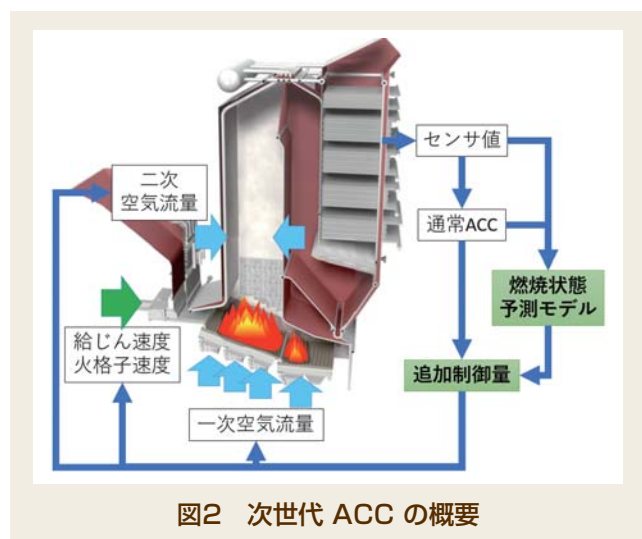 センサ値
二次
空気流量
通常ACC
燃焼状態
予測モデル
給じん速度
火格子速度
追加制御量
一次空気流量
図2 次世代 ACC の概要